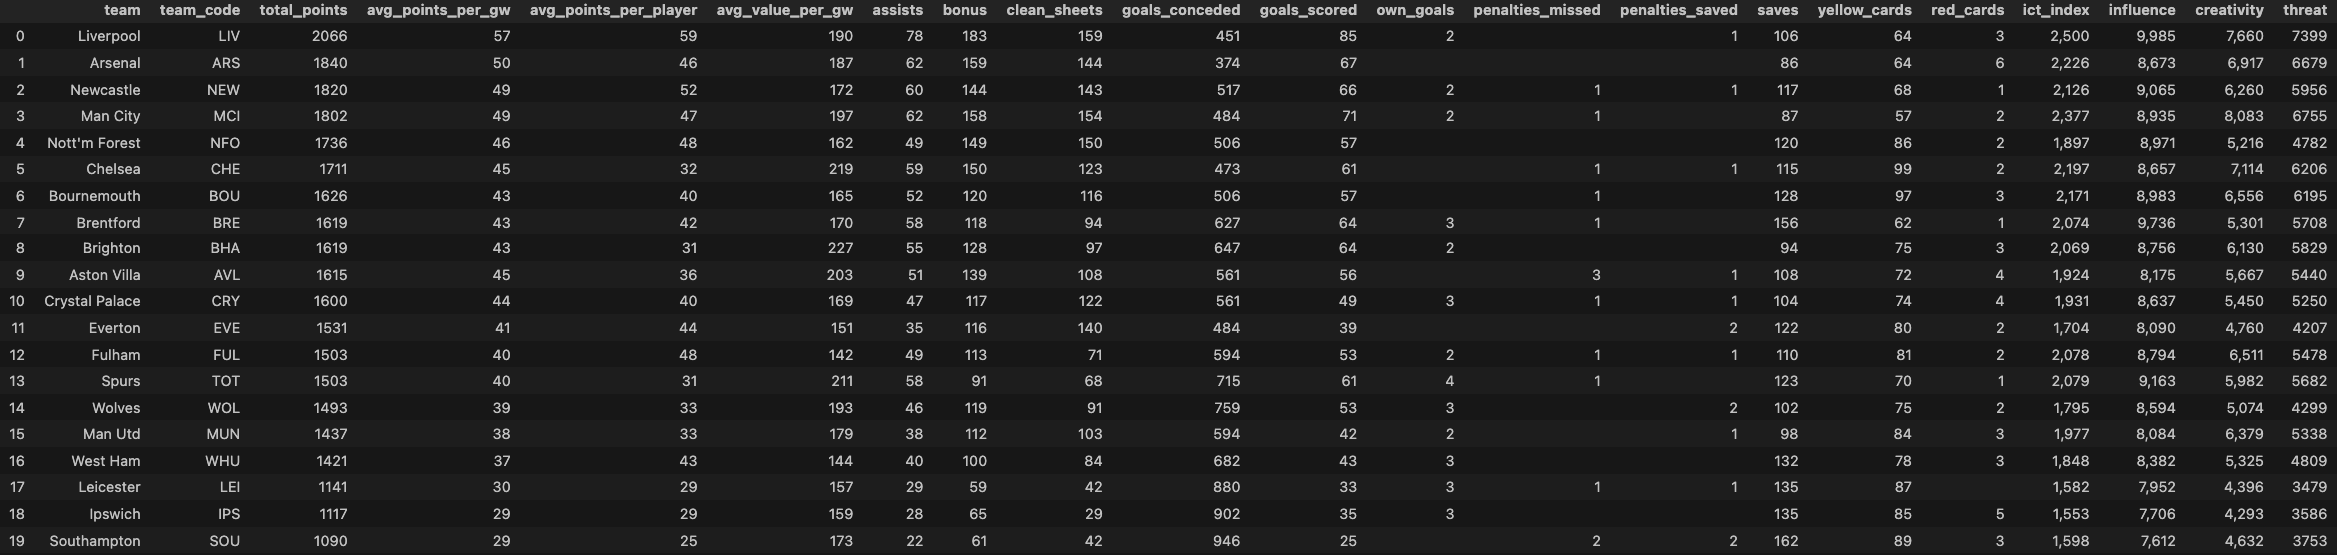 team team_code total_points avg_points_per_gw avg_points_per_player avg_value_per_gw assists bonus clean_sheets goals_conceded goals_scored own_goals penalties_missed penalties_saved saves yellow_cards red_cards ict_index influence creativity threat
0 Liverpool LIV 2066 57 59 190 78 183 159 451 85 2 1 106 64 3 2,500 9,985 7,660 7399
1 Arsenal ARS 1840 50 46 187 62 159 144 374 67 86 64 6 2,226 8,673 6,917 6679
2 Newcastle NEW 1820 49 52 172 60 144 143 517 66 2 1 1 117 68 1 2,126 9,065 6,260 5956
3 Man City MCI 1802 49 47 197 62 158 154 484 71 2 1 87 57 2 2,377 8,935 8,083 6755
4 Nott'm Forest NFO 1736 46 48 162 49 149 150 506 57 120 86 2 1,897 8,971 5,216 4782
5 Chelsea CHE 1711 45 32 219 59 150 123 473 61 1 1 115 99 2 2,197 8,657 7,114 6206
6 Bournemouth BOU 1626 43 40 165 52 120 116 506 57 1 128 97 3 2,171 8,983 6,556 6195
7 Brentford BRE 1619 43 42 170 58 118 94 627 64 3 1 156 62 1 2,074 9,736 5,301 5708
8 Brighton BHA 1619 43 31 227 55 128 97 647 64 2 94 75 3 2,069 8,756 6,130 5829
9 Aston Villa AVL 1615 45 36 203 51 139 108 561 56 3 1 108 72 4 1,924 8,175 5,667 5440
10 Crystal Palace CRY 1600 44 40 169 47 117 122 561 49 3 1 1 104 74 4 1,931 8,637 5,450 5250
11 Everton EVE 1531 41 44 151 35 116 140 484 39 2 122 80 2 1,704 8,090 4,760 4207
12 Fulham FUL 1503 40 48 142 49 113 71 594 53 2 1 1 110 81 2 2,078 8,794 6,511 5478
13 Spurs TOT 1503 40 31 211 58 91 68 715 61 4 1 123 70 1 2,079 9,163 5,982 5682
14 Wolves WOL 1493 39 33 193 46 119 91 759 53 3 2 102 75 2 1,795 8,594 5,074 4299
15 Man Utd MUN 1437 38 33 179 38 112 103 594 42 2 1 98 84 3 1,977 8,084 6,379 5338
16 West Ham WHU 1421 37 43 144 40 100 84 682 43 3 132 78 3 1,848 8,382 5,325 4809
17 Leicester LEI 1141 30 29 157 29 59 42 880 33 3 1 1 135 87 1,582 7,952 4,396 3479
18 Ipswich IPS 1117 29 29 159 28 65 29 902 35 3 135 85 5 1,553 7,706 4,293 3586
19 Southampton SOU 1090 29 25 173 22 61 42 946 25 2 2 162 89 3 1,598 7,612 4,632 3753